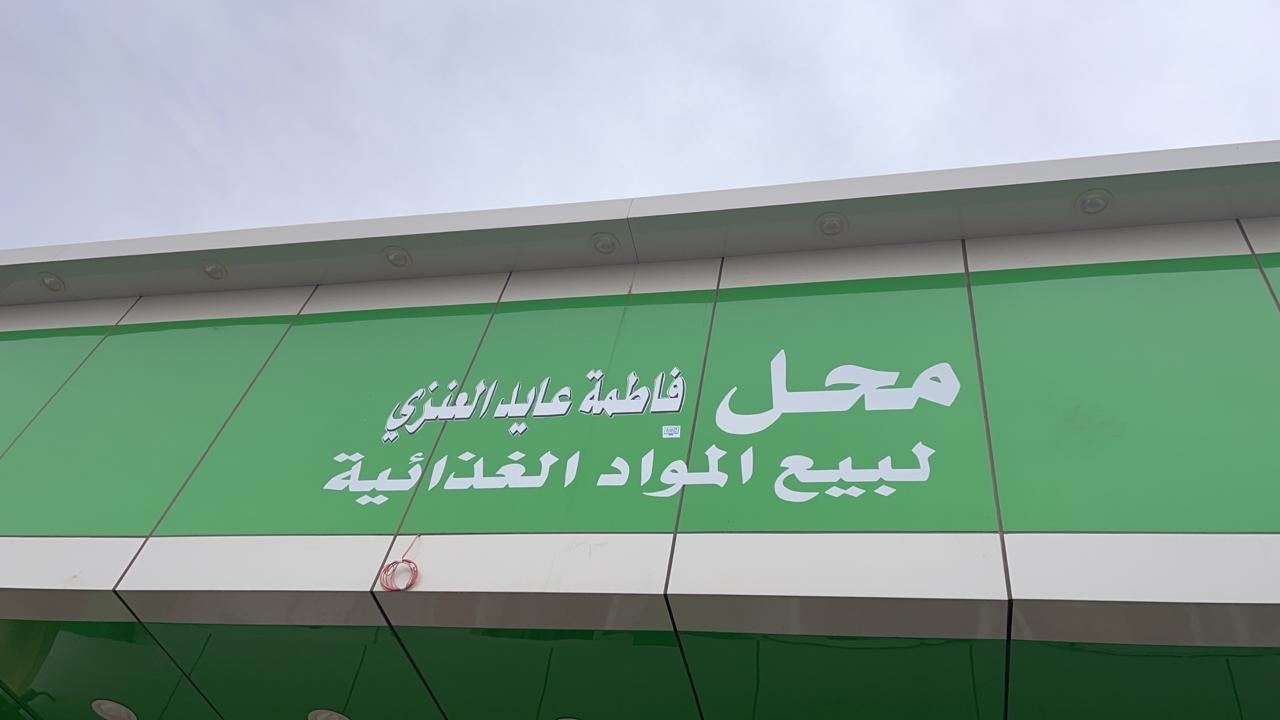 محل فاطمة عايد العنزي
لبيع المواد الغذائية